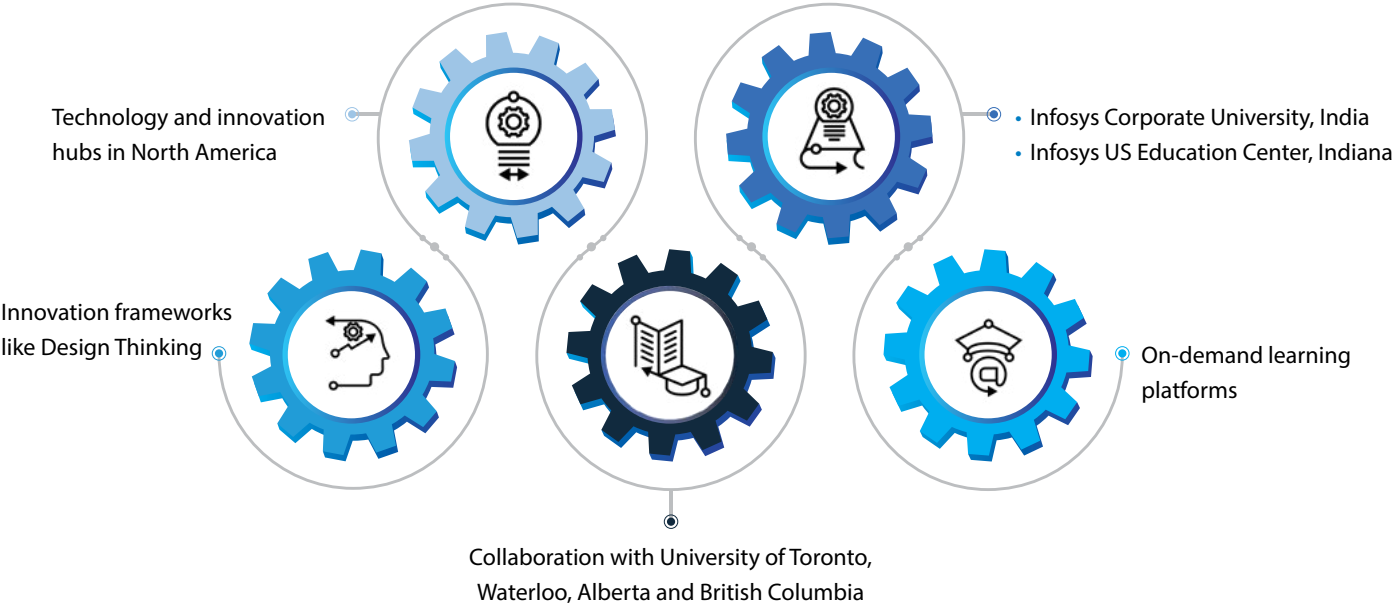 Technology and innovation
hubs in North America
• Infosys Corporate University, India
• Infosys US Education Center, Indiana
Innovation frameworks
like Design Thinking
On-demand learning
platforms
Collaboration with University of Toronto,
Waterloo, Alberta and British Columbia